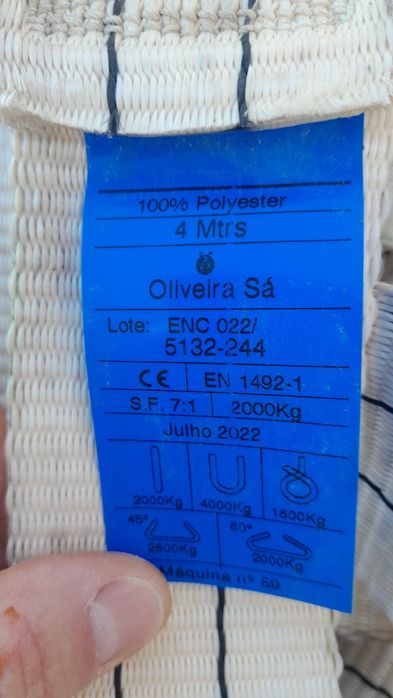 100% Polyester
4 Mtrs
Oliveira Sá
Lote: ENC 022/
5132-244
CE EN 1492-1
S.F. 7:1 2000Kg
Julho 2022
2000Kg 4000Kg 1600Kg
45° 60°
2800Kg 2000Kg
Máquina nº 59